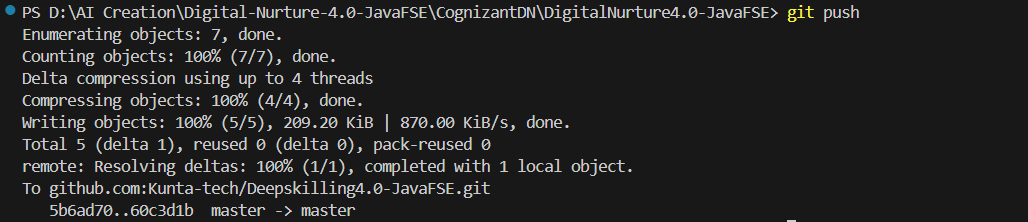 PS D:\AI Creation\Digital-Nurture-4.0-JavaFSE\CognizantDN\DigitalNurture4.0-JavaFSE> git push
Enumerating objects: 7, done.
Counting objects: 100% (7/7), done.
Delta compression using up to 4 threads
Compressing objects: 100% (4/4), done.
Writing objects: 100% (5/5), 209.20 KiB | 870.00 KiB/s, done.
Total 5 (delta 1), reused 0 (delta 0), pack-reused 0
remote: Resolving deltas: 100% (1/1), completed with 1 local object.
To github.com:Kunta-tech/Deepskilling4.0-JavaFSE.git
   5b6ad70..60c3d1b  master -> master